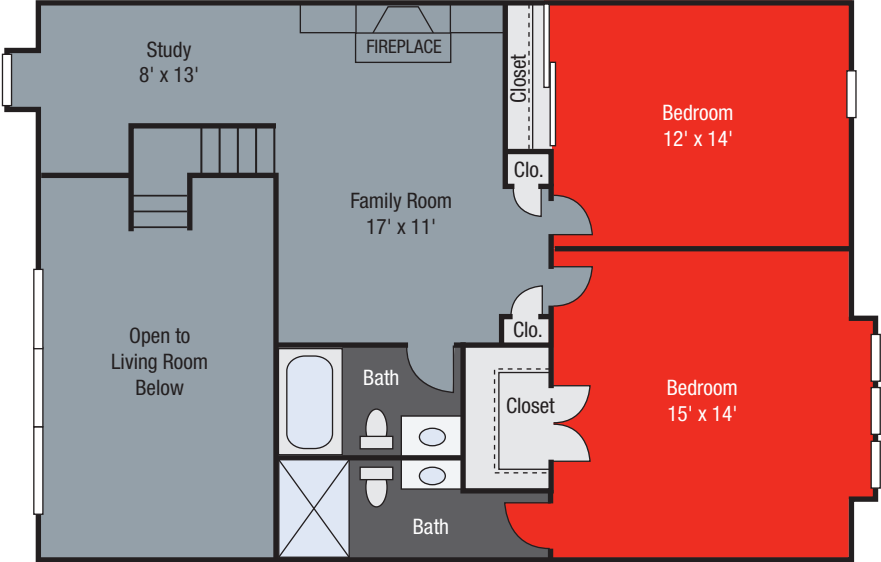 Study
8' x 13'
FIREPLACE
Closet
Bedroom
12' x 14'
Clo.
Family Room
17' x 11'
Clo.
Open to
Living Room
Below
Bath
Closet
Bedroom
15' x 14'
Bath